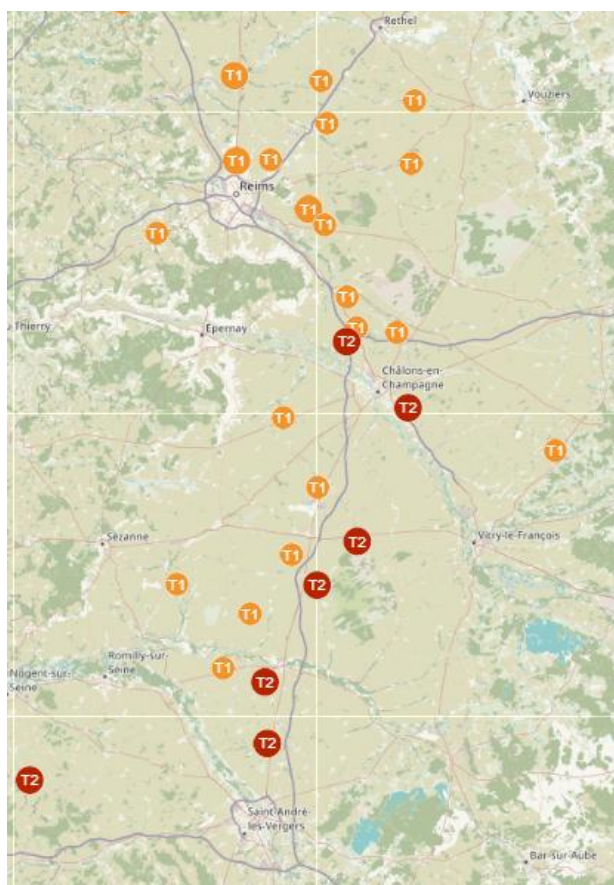 Rethel
T1
T1
T1
Vouziers
T1
T1
T1
T1
Reims
T1
T1
T1
T1
T1
T1
Thierry
Epernay
T2
Châlons-en-
Champagne
T2
T1
T1
T1
Sézanne
T2
Vitry-le-François
T1
T2
T1
T1
Romilly-sur-
Seine
T1
Nogent-sur-
Seine
T2
T2
T2
Saint-André-
les-Vergers
Bar-sur-Aube